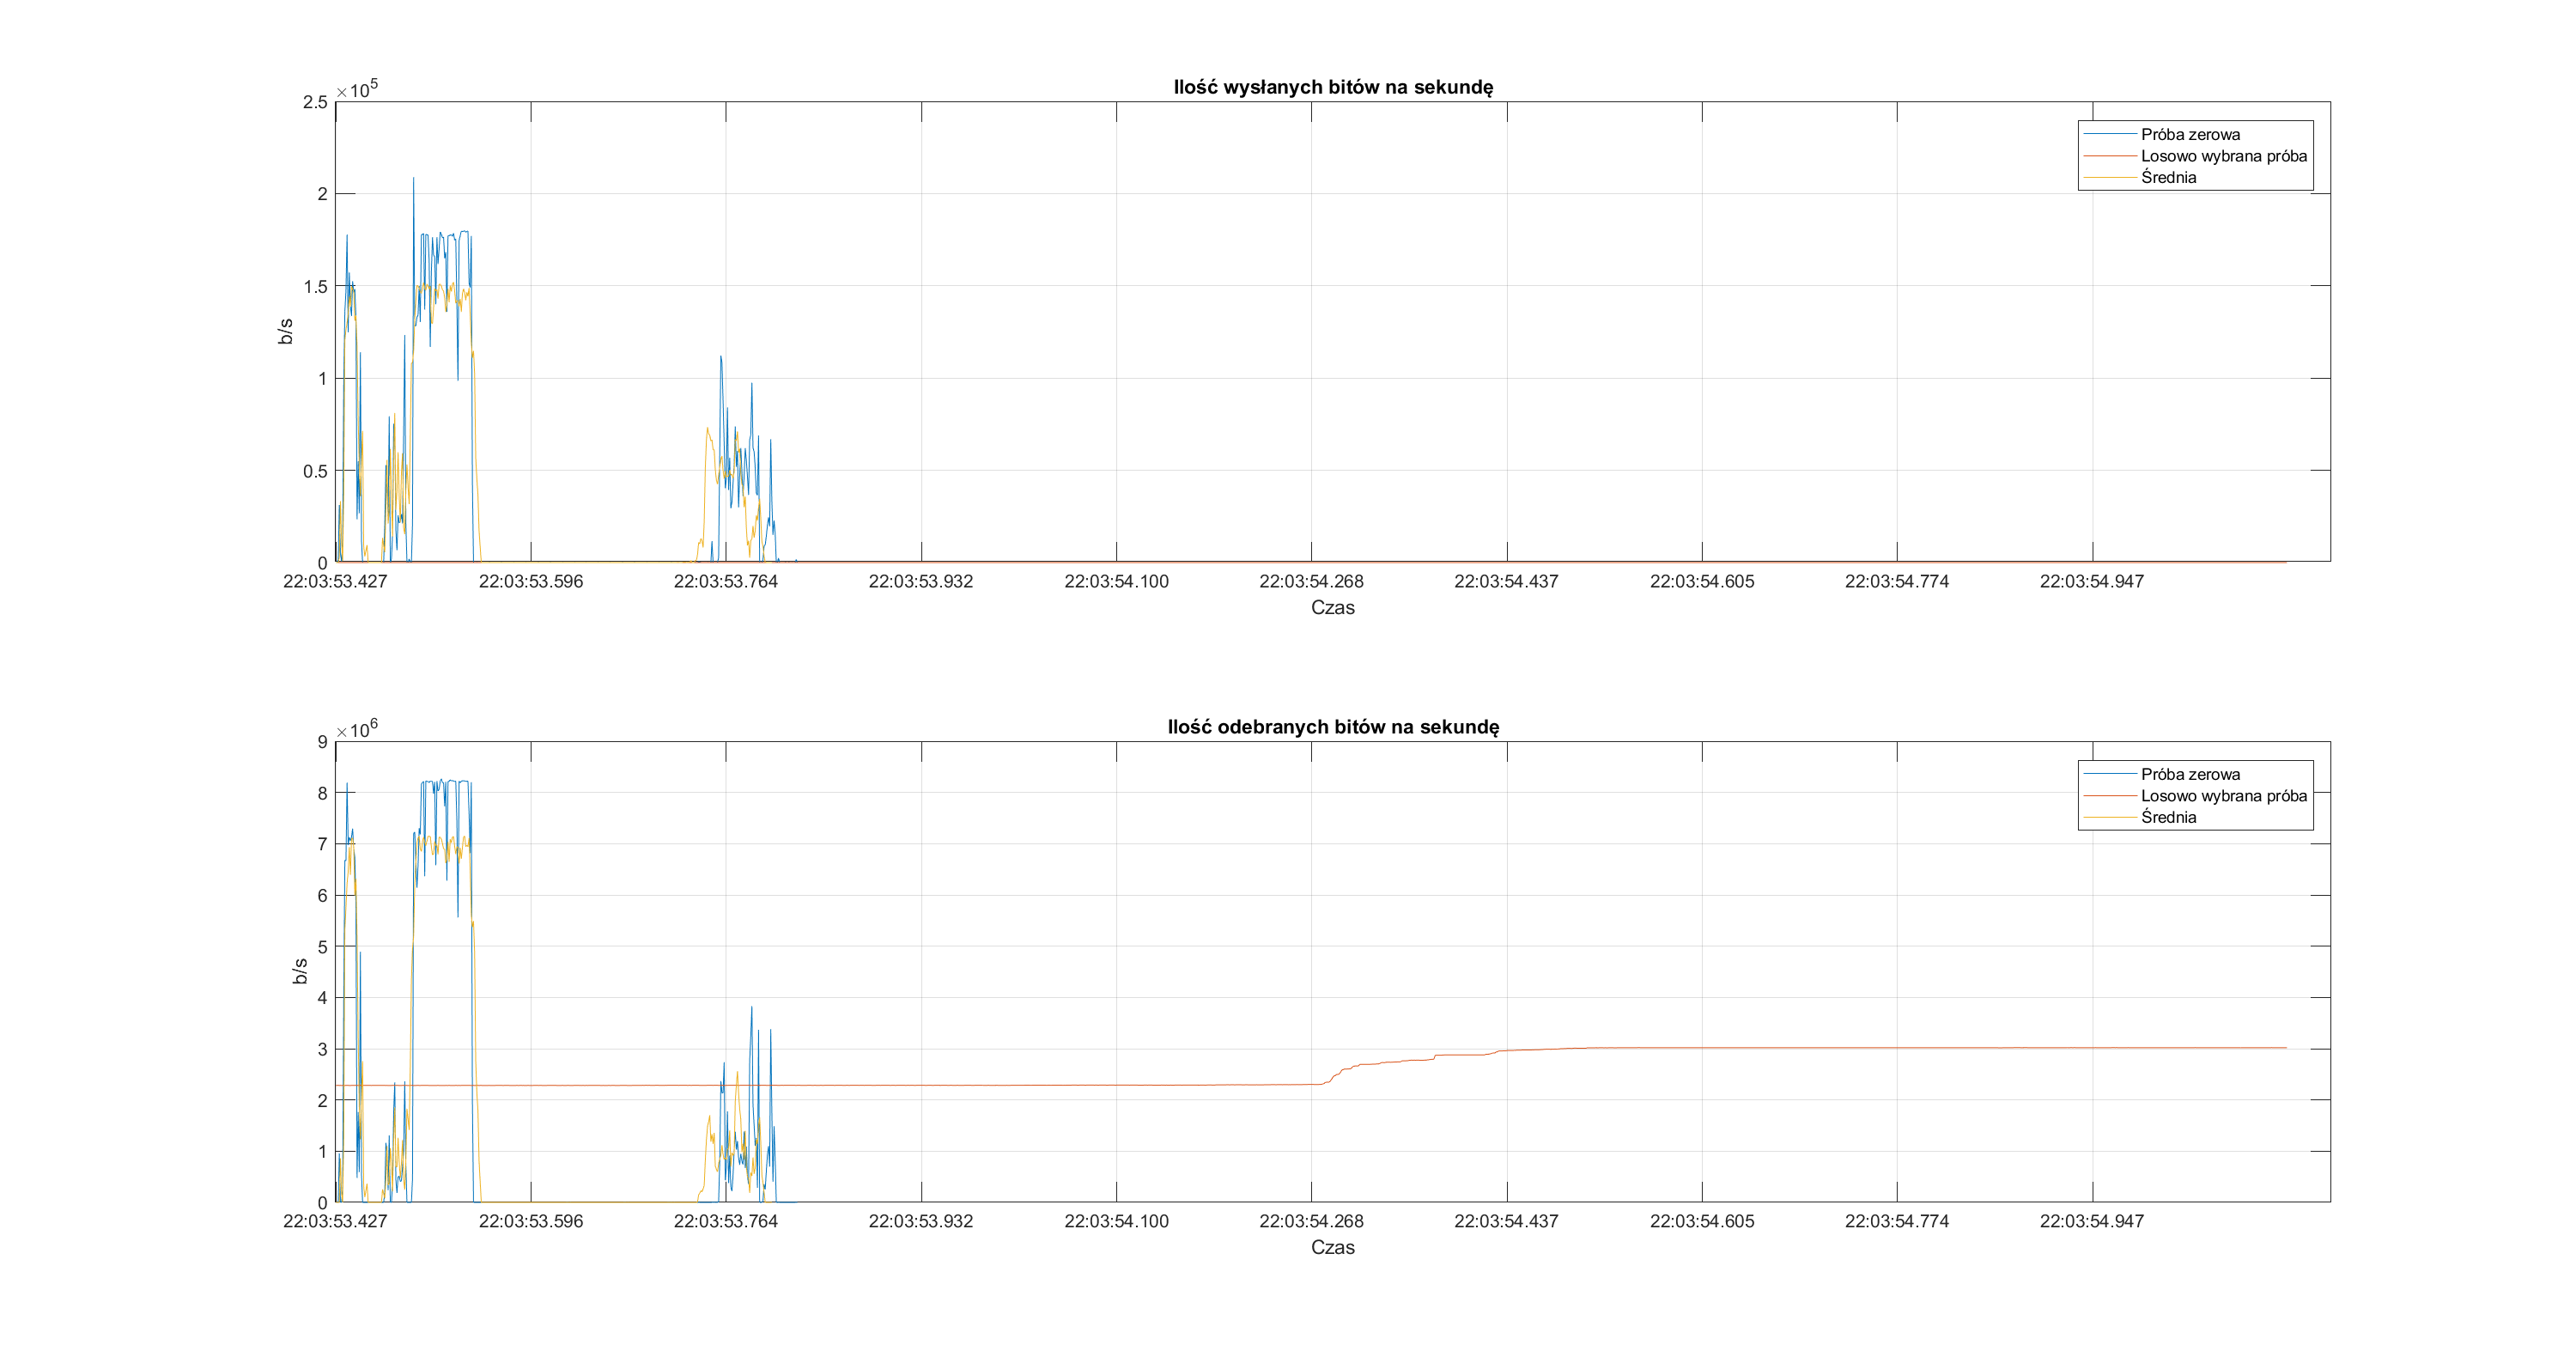 Ilość wysłanych bitów na sekundę
×10^5
2.5
2
1.5
1
0.5
0
b/s
22:03:53.427 22:03:53.596 22:03:53.764 22:03:53.932 22:03:54.100 22:03:54.268 22:03:54.437 22:03:54.605 22:03:54.774 22:03:54.947
Czas
Próba zerowa
Losowo wybrana próba
Średnia
Ilość odebranych bitów na sekundę
×10^6
9
8
7
6
5
4
3
2
1
0
b/s
22:03:53.427 22:03:53.596 22:03:53.764 22:03:53.932 22:03:54.100 22:03:54.268 22:03:54.437 22:03:54.605 22:03:54.774 22:03:54.947
Czas
Próba zerowa
Losowo wybrana próba
Średnia